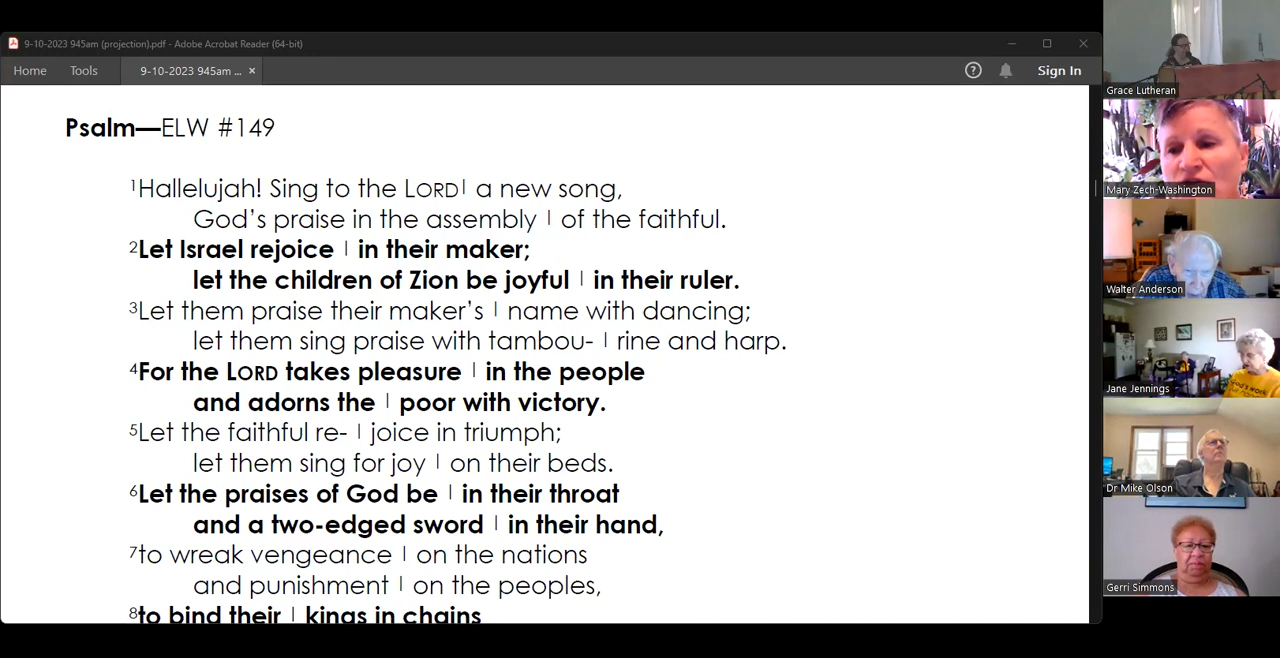 9-10-2023 945am (projection).pdf - Adobe Acrobat Reader (64-bit)
Home Tools 9-10-2023 945am ... × Sign In
Psalm—ELW #149
1Hallelujah! Sing to the LORD| a new song,
God's praise in the assembly | of the faithful.
2Let Israel rejoice | in their maker;
let the children of Zion be joyful | in their ruler.
3Let them praise their maker's | name with dancing;
let them sing praise with tambou- | rine and harp.
4For the LORD takes pleasure | in the people
and adorns the | poor with victory.
5Let the faithful re- | joice in triumph;
let them sing for joy | on their beds.
6Let the praises of God be | in their throat
and a two-edged sword | in their hand,
7to wreak vengeance | on the nations
and punishment | on the peoples,
8to bind their | kings in chains
Grace Lutheran
Mary Zech-Washington
Walter Anderson
Jane Jennings
God's work
Dr Mike Olson
Gerri Simmons